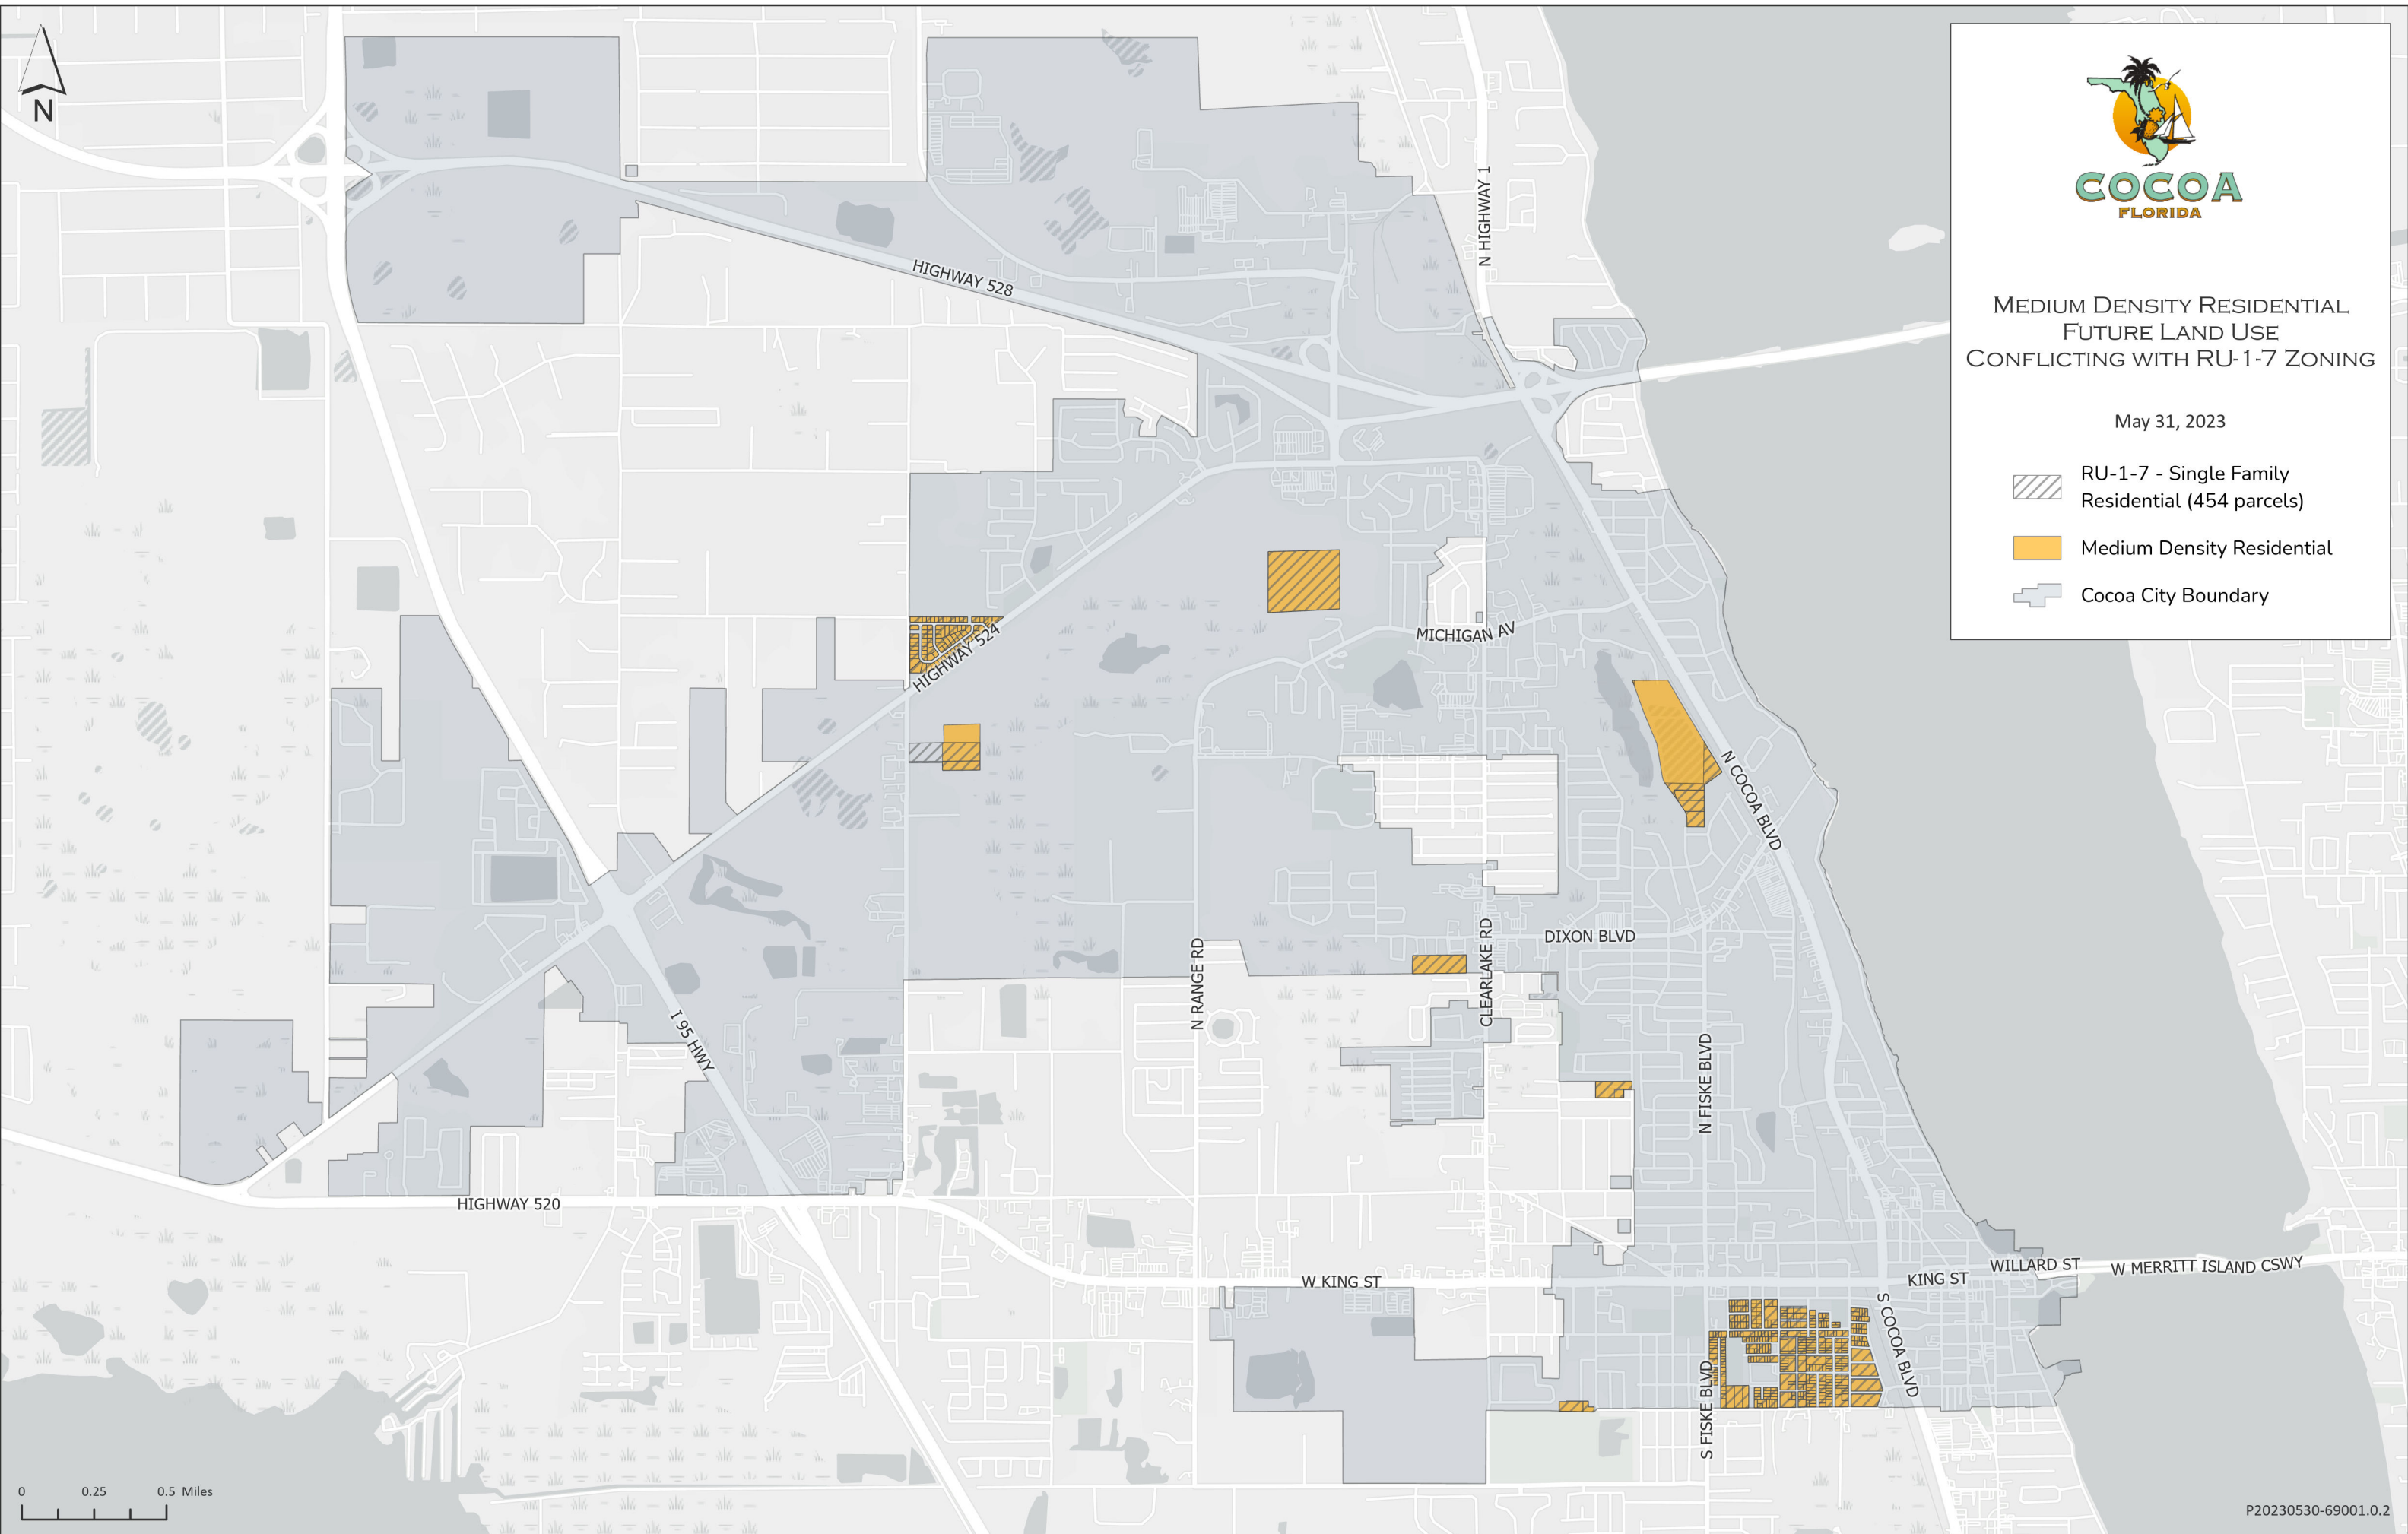 N
COCOA
FLORIDA
MEDIUM DENSITY RESIDENTIAL
FUTURE LAND USE
CONFLICTING WITH RU-1-7 ZONING
May 31, 2023
RU-1-7 - Single Family
Residential (454 parcels)
Medium Density Residential
Cocoa City Boundary
N HIGHWAY 1
HIGHWAY 528
MICHIGAN AV
HIGHWAY 524
N COCOA BLVD
DIXON BLVD
N RANGE RD
CLEARLAKE RD
I 95 HWY
N FISKE BLVD
HIGHWAY 520
W KING ST
KING ST
WILLARD ST
W MERRITT ISLAND CSWY
S COCOA BLVD
S FISKE BLVD
0 0.25 0.5 Miles
P20230530-69001.0.2